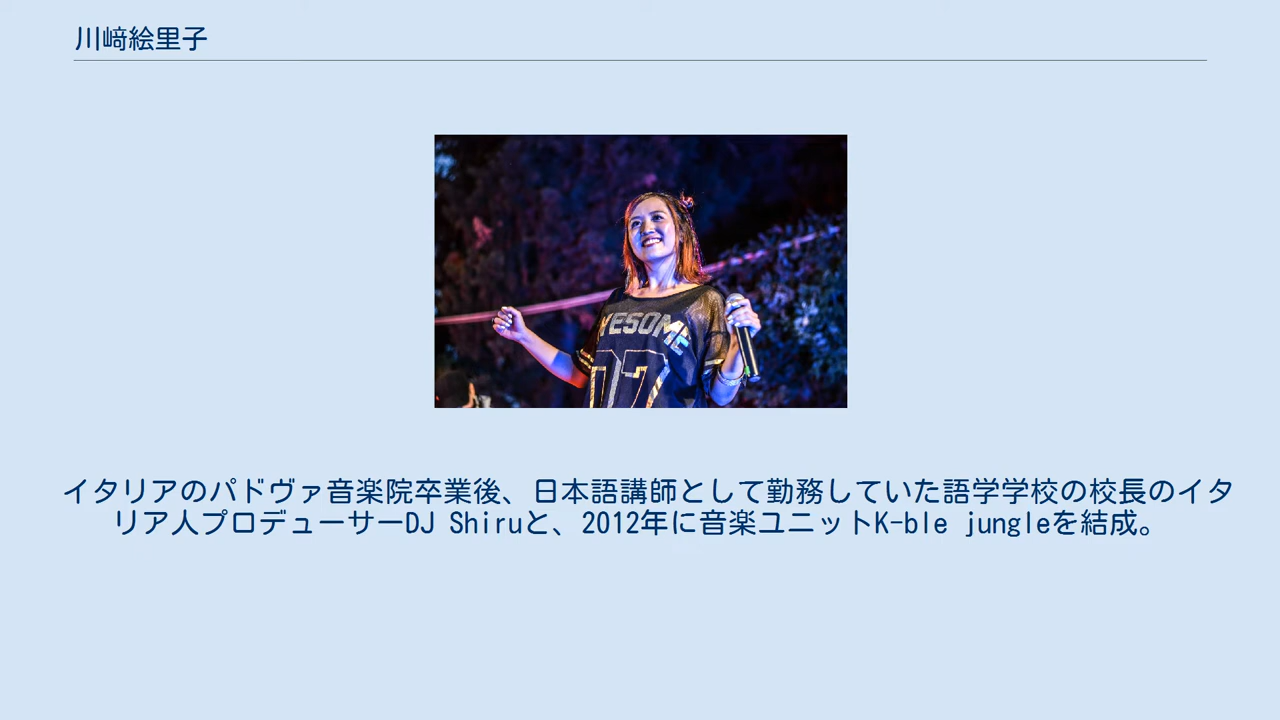 川﨑絵里子
AWESOME
07
イタリアのパドヴァ音楽院卒業後、日本語講師として勤務していた語学学校の校長のイタ
リア人プロデューサーDJ Shiruと、2012年に音楽ユニットK-ble jungleを結成。